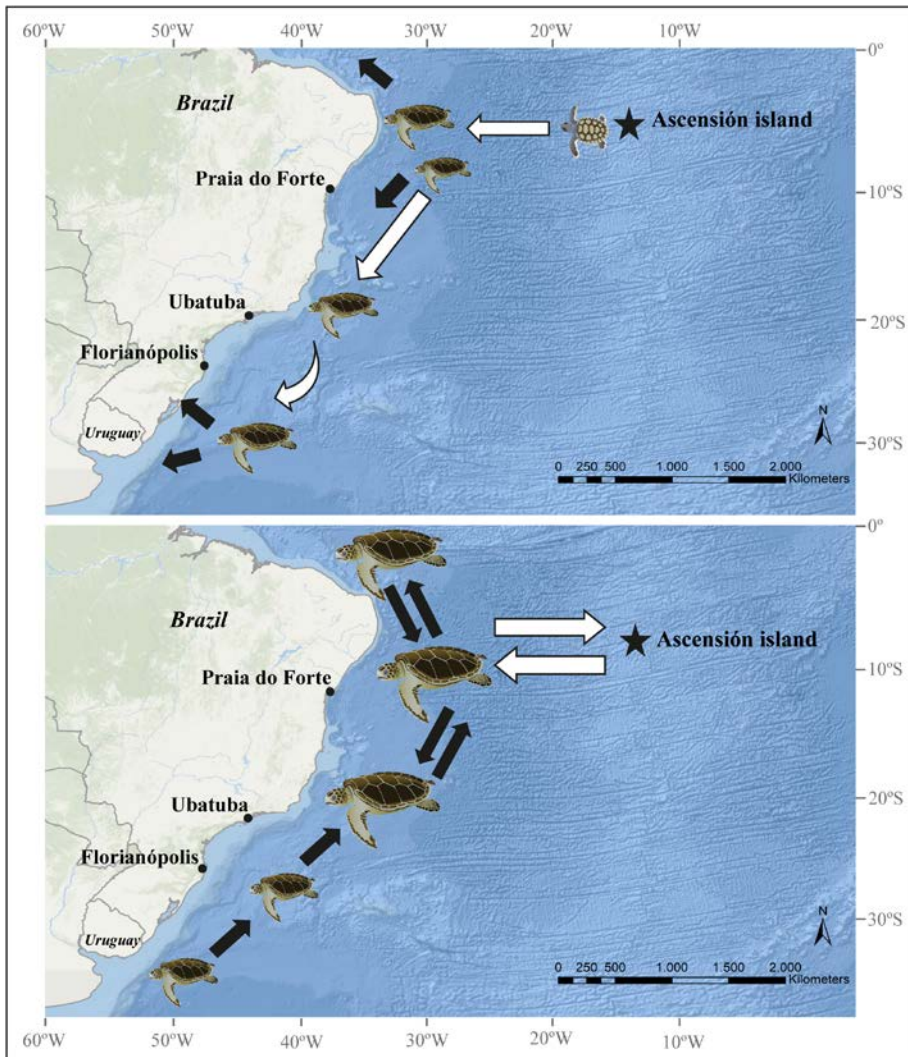 60ºW 50ºW 40ºW 30ºW 20ºW 10ºW
0º
Brazil
Ascensión island
Praia do Forte
10ºS
Ubatuba
20ºS
Florianópolis
Uruguay
N
30ºS
0 250 500 1.000 1.500 2.000
Kilometers
0º
Brazil
Ascensión island
Praia do Forte
10ºS
Ubatuba
20ºS
Florianópolis
Uruguay
N
30ºS
0 250 500 1.000 1.500 2.000
Kilometers
60ºW 50ºW 40ºW 30ºW 20ºW 10ºW